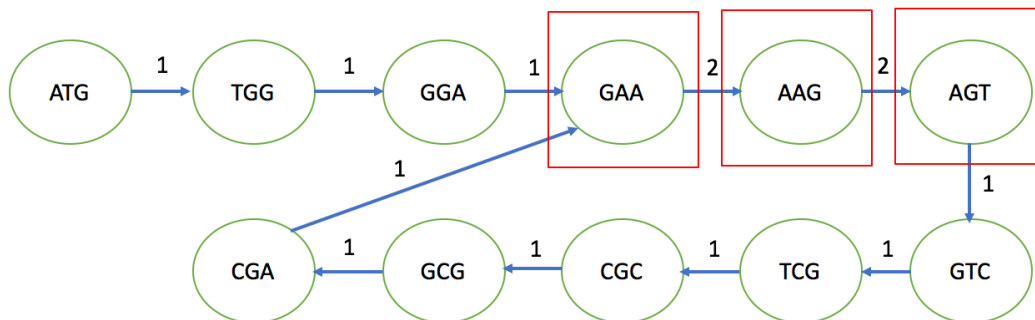 1 1 1 2 2
ATG TGG GGA GAA AAG AGT
1 1
1 1 1 1
CGA GCG CGC TCG GTC